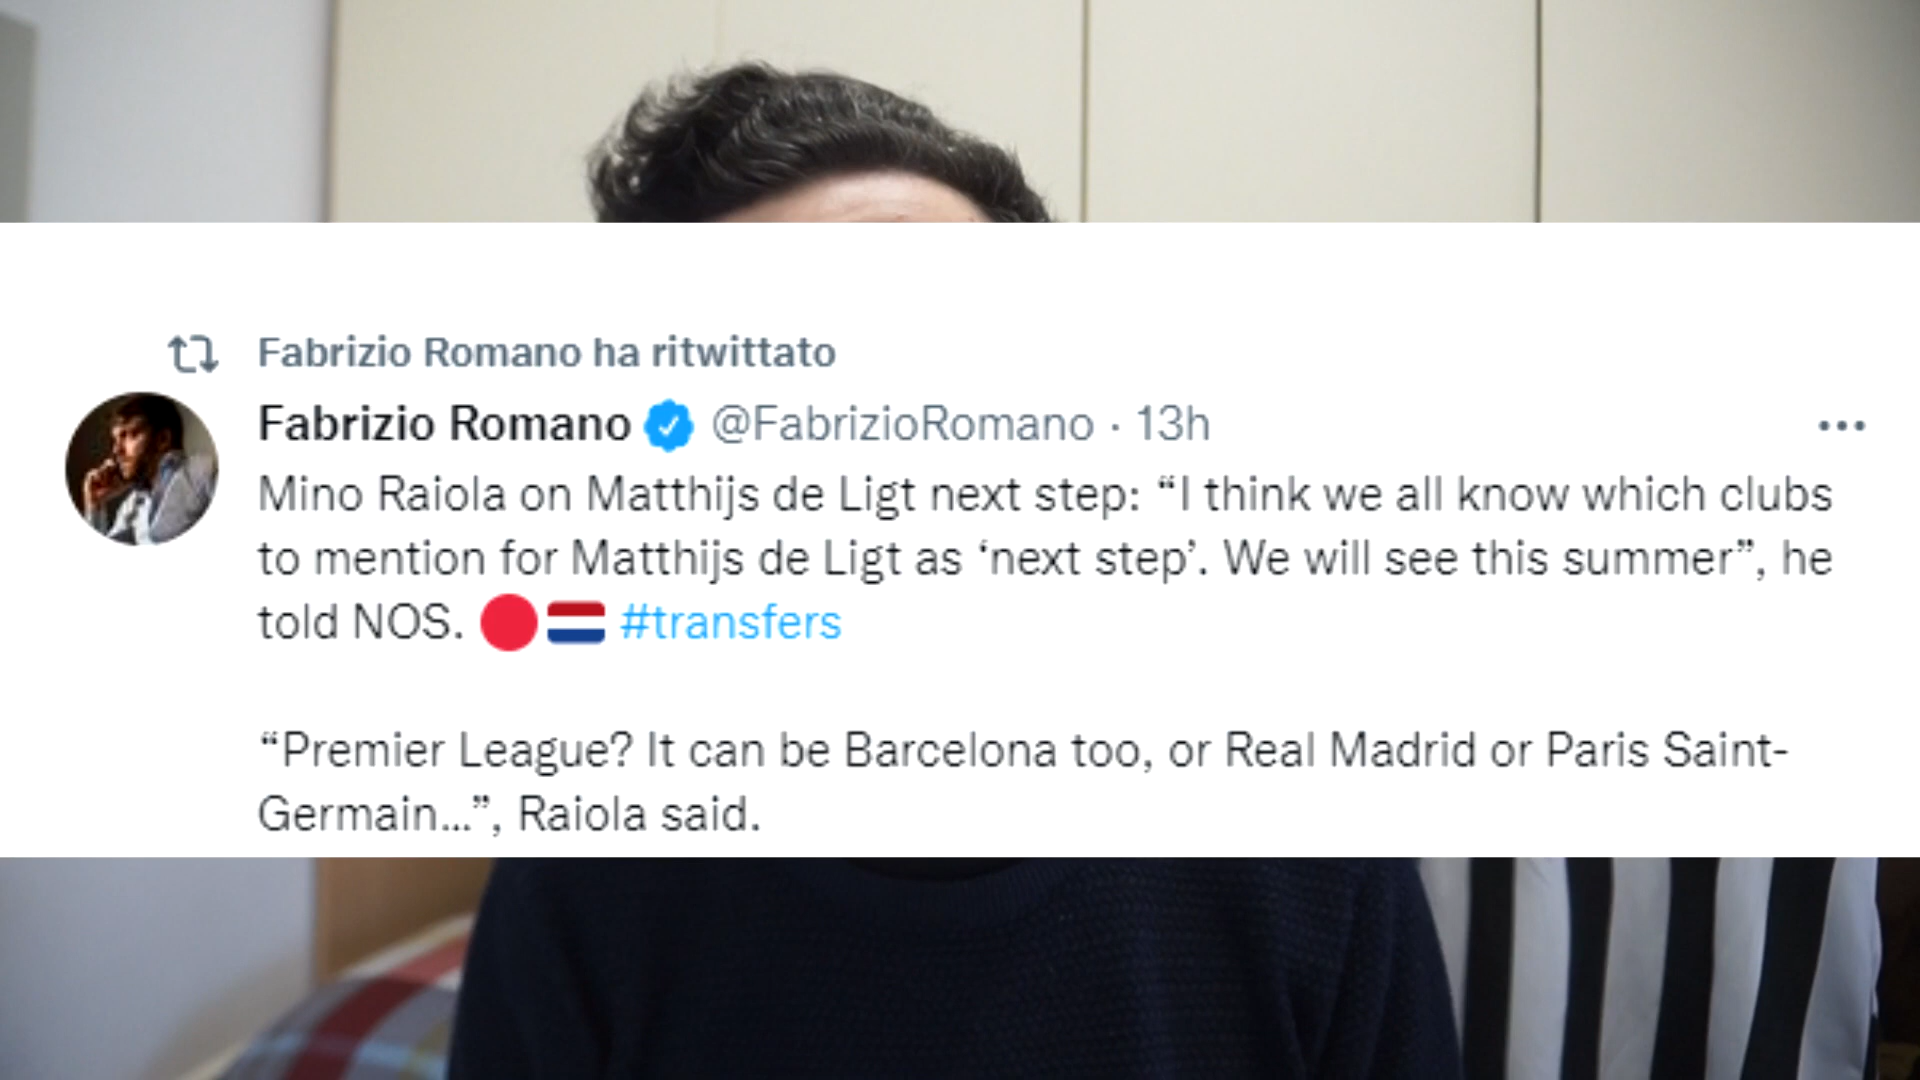 Fabrizio Romano ha ritwittato
Fabrizio Romano @FabrizioRomano · 13h
Mino Raiola on Matthijs de Ligt next step: “I think we all know which clubs
to mention for Matthijs de Ligt as ‘next step’. We will see this summer”, he
told NOS. 🔴🇳🇱 #transfers
“Premier League? It can be Barcelona too, or Real Madrid or Paris Saint-
Germain...”, Raiola said.